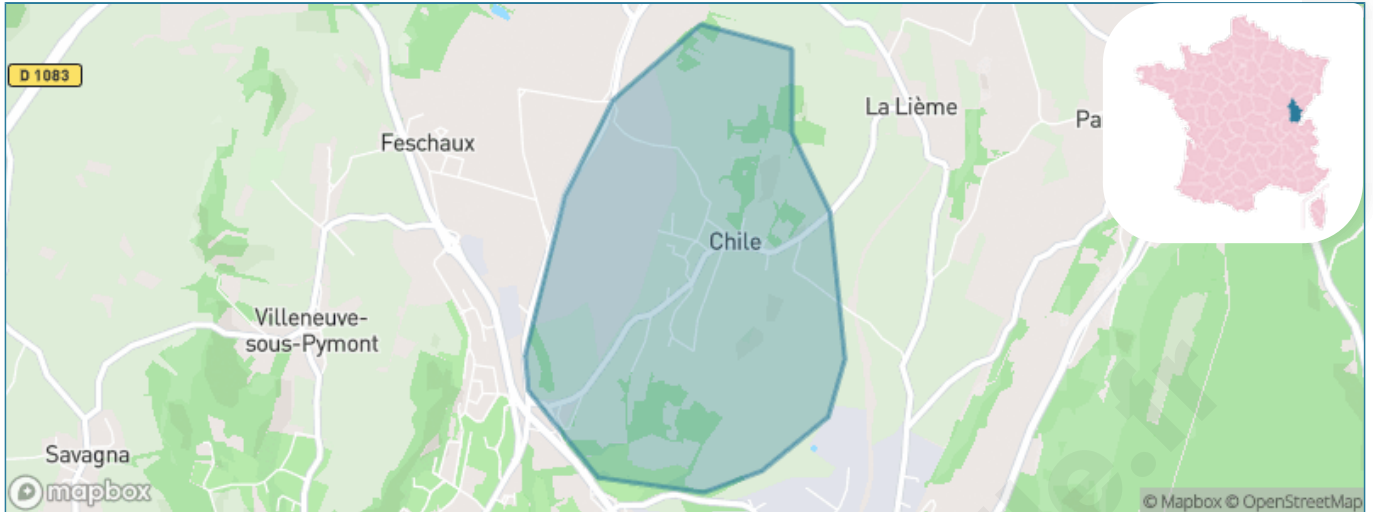 D 1083
La Lième
Pa
Feschaux
Chile
Villeneuve-
sous-Pymont
Savagna
mapbox
© Mapbox © OpenStreetMap